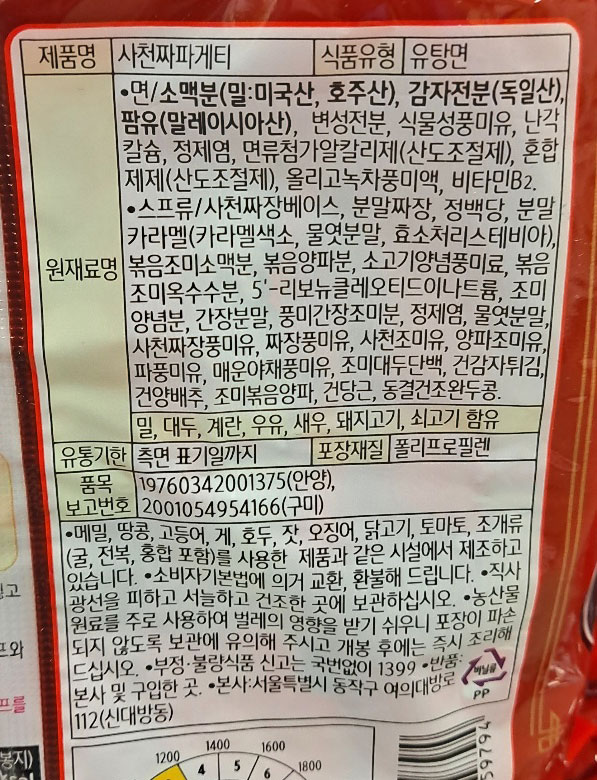 제품명 사천짜파게티 식품유형 유탕면
•면/소맥분(밀:미국산, 호주산), 감자전분(독일산),
팜유(말레이시아산), 변성전분, 식물성풍미유, 난각
칼슘, 정제염, 면류첨가알칼리제(산도조절제), 혼합
제제(산도조절제), 올리고녹차풍미액, 비타민B2.
•스프류/사천짜장베이스, 분말짜장, 정백당, 분말
카라멜(카라멜색소, 물엿분말, 효소처리스테비아),
원재료명 볶음조미소맥분, 볶음양파분, 소고기양념풍미료, 볶음
조미옥수수분, 5'-리보뉴클레오티드이나트륨, 조미
양념분, 간장분말, 풍미간장조미분, 정제염, 물엿분말,
사천짜장풍미유, 짜장풍미유, 사천조미유, 양파조미유,
파풍미유, 매운야채풍미유, 조미대두단백, 건감자튀김,
건양배추, 조미볶음양파, 건당근, 동결건조완두콩.
밀, 대두, 계란, 우유, 새우, 돼지고기, 쇠고기 함유
유통기한 측면 표기일까지 포장재질 폴리프로필렌
품목 19760342001375(안양),
보고번호 2001054954166(구미)
•메밀, 땅콩, 고등어, 게, 호두, 잣, 오징어, 닭고기, 토마토, 조개류
(굴, 전복, 홍합 포함)를 사용한 제품과 같은 시설에서 제조하고
있습니다. •소비자기본법에 의거 교환, 환불해 드립니다. •직사
광선을 피하고 서늘하고 건조한 곳에 보관하십시오. •농산물
원료를 주로 사용하여 벌레의 영향을 받기 쉬우니 포장이 파손
되지 않도록 보관에 유의해 주시고 개봉 후에는 즉시 조리해
드십시오. •부정·불량식품 신고는 국번없이 1399 •반품:
본사 및 구입한 곳. •본사:서울특별시 동작구 여의대방로
112(신대방동)
비닐류
PP
1200 1400 1600 1800
4 5 6